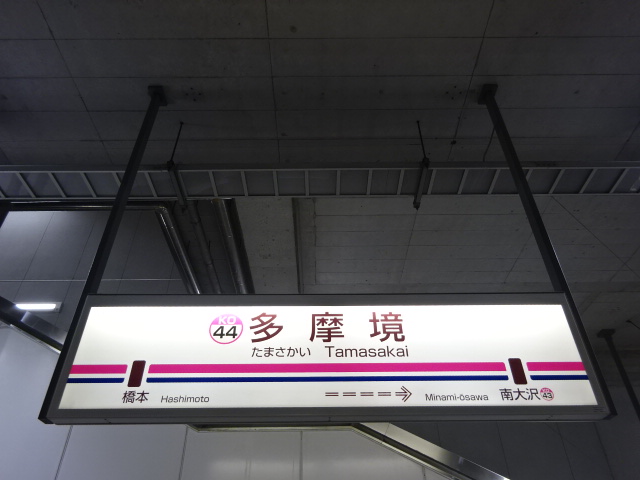 KO
44
多摩境
たまさかい Tamasakai
橋本 Hashimoto
Minami-ōsawa 南大沢 KO 43